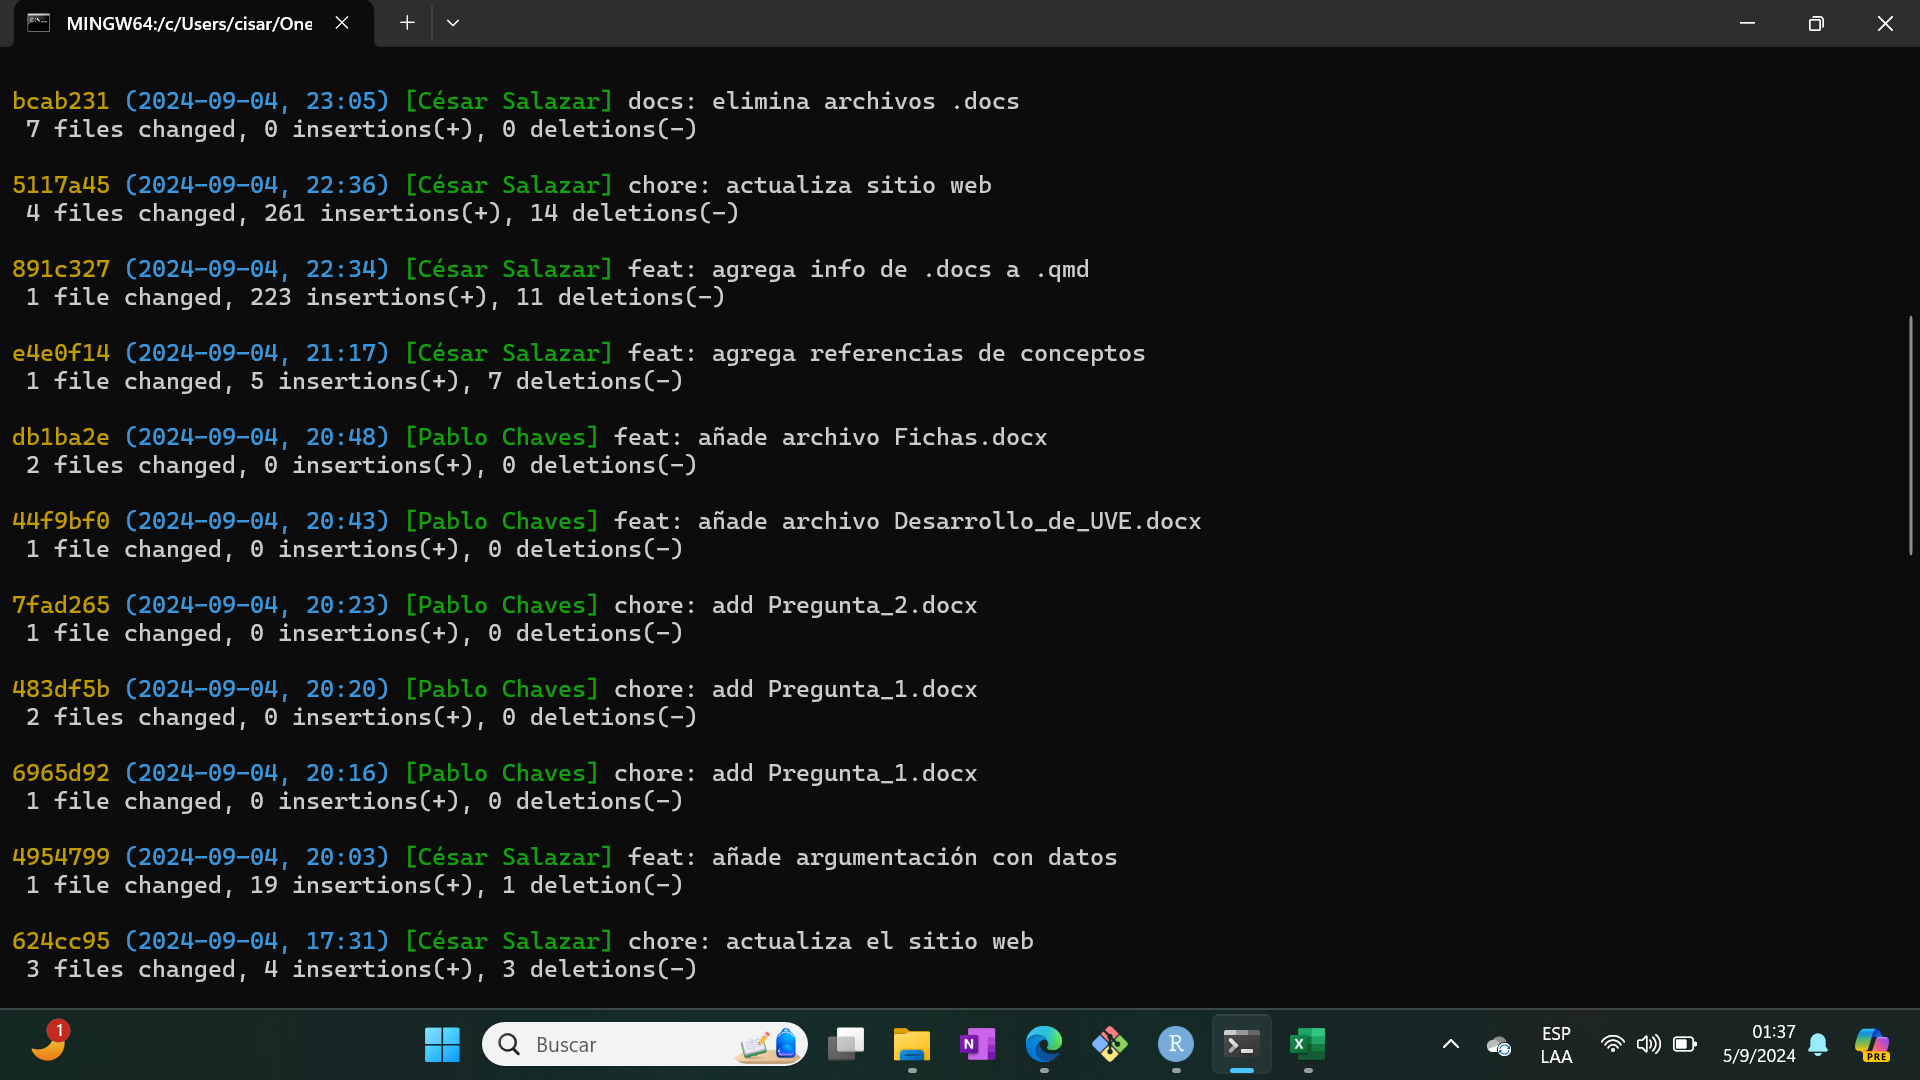 MINGW64:/c/Users/cisar/One
bcab231 (2024-09-04, 23:05) [César Salazar] docs: elimina archivos .docs
7 files changed, 0 insertions(+), 0 deletions(-)
5117a45 (2024-09-04, 22:36) [César Salazar] chore: actualiza sitio web
4 files changed, 261 insertions(+), 14 deletions(-)
891c327 (2024-09-04, 22:34) [César Salazar] feat: agrega info de .docs a .qmd
1 file changed, 223 insertions(+), 11 deletions(-)
e4e0f14 (2024-09-04, 21:17) [César Salazar] feat: agrega referencias de conceptos
1 file changed, 5 insertions(+), 7 deletions(-)
db1ba2e (2024-09-04, 20:48) [Pablo Chaves] feat: añade archivo Fichas.docx
2 files changed, 0 insertions(+), 0 deletions(-)
44f9bf0 (2024-09-04, 20:43) [Pablo Chaves] feat: añade archivo Desarrollo_de_UVE.docx
1 file changed, 0 insertions(+), 0 deletions(-)
7fad265 (2024-09-04, 20:23) [Pablo Chaves] chore: add Pregunta_2.docx
1 file changed, 0 insertions(+), 0 deletions(-)
483df5b (2024-09-04, 20:20) [Pablo Chaves] chore: add Pregunta_1.docx
2 files changed, 0 insertions(+), 0 deletions(-)
6965d92 (2024-09-04, 20:16) [Pablo Chaves] chore: add Pregunta_1.docx
1 file changed, 0 insertions(+), 0 deletions(-)
4954799 (2024-09-04, 20:03) [César Salazar] feat: añade argumentación con datos
1 file changed, 19 insertions(+), 1 deletion(-)
624cc95 (2024-09-04, 17:31) [César Salazar] chore: actualiza el sitio web
3 files changed, 4 insertions(+), 3 deletions(-)
1
Buscar
N
R
X
ESP
LAA
01:37
5/9/2024
PRE